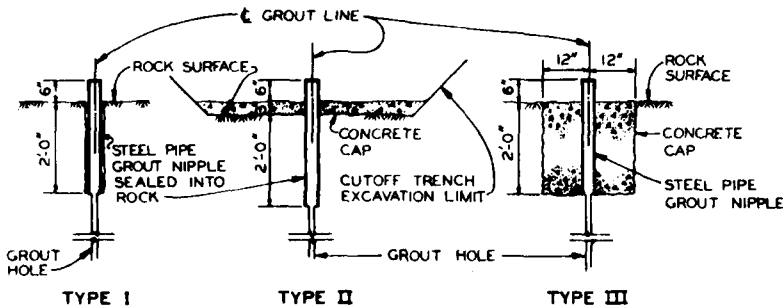 ℄ GROUT LINE
6"
ROCK SURFACE
2'-0"
STEEL PIPE
GROUT NIPPLE
SEALED INTO
ROCK
GROUT
HOLE
TYPE I
6"
2'-0"
CONCRETE
CAP
CUTOFF TRENCH
EXCAVATION LIMIT
GROUT HOLE
TYPE II
12" 12"
6"
2'-0"
ROCK
SURFACE
CONCRETE
CAP
STEEL PIPE
GROUT NIPPLE
TYPE III